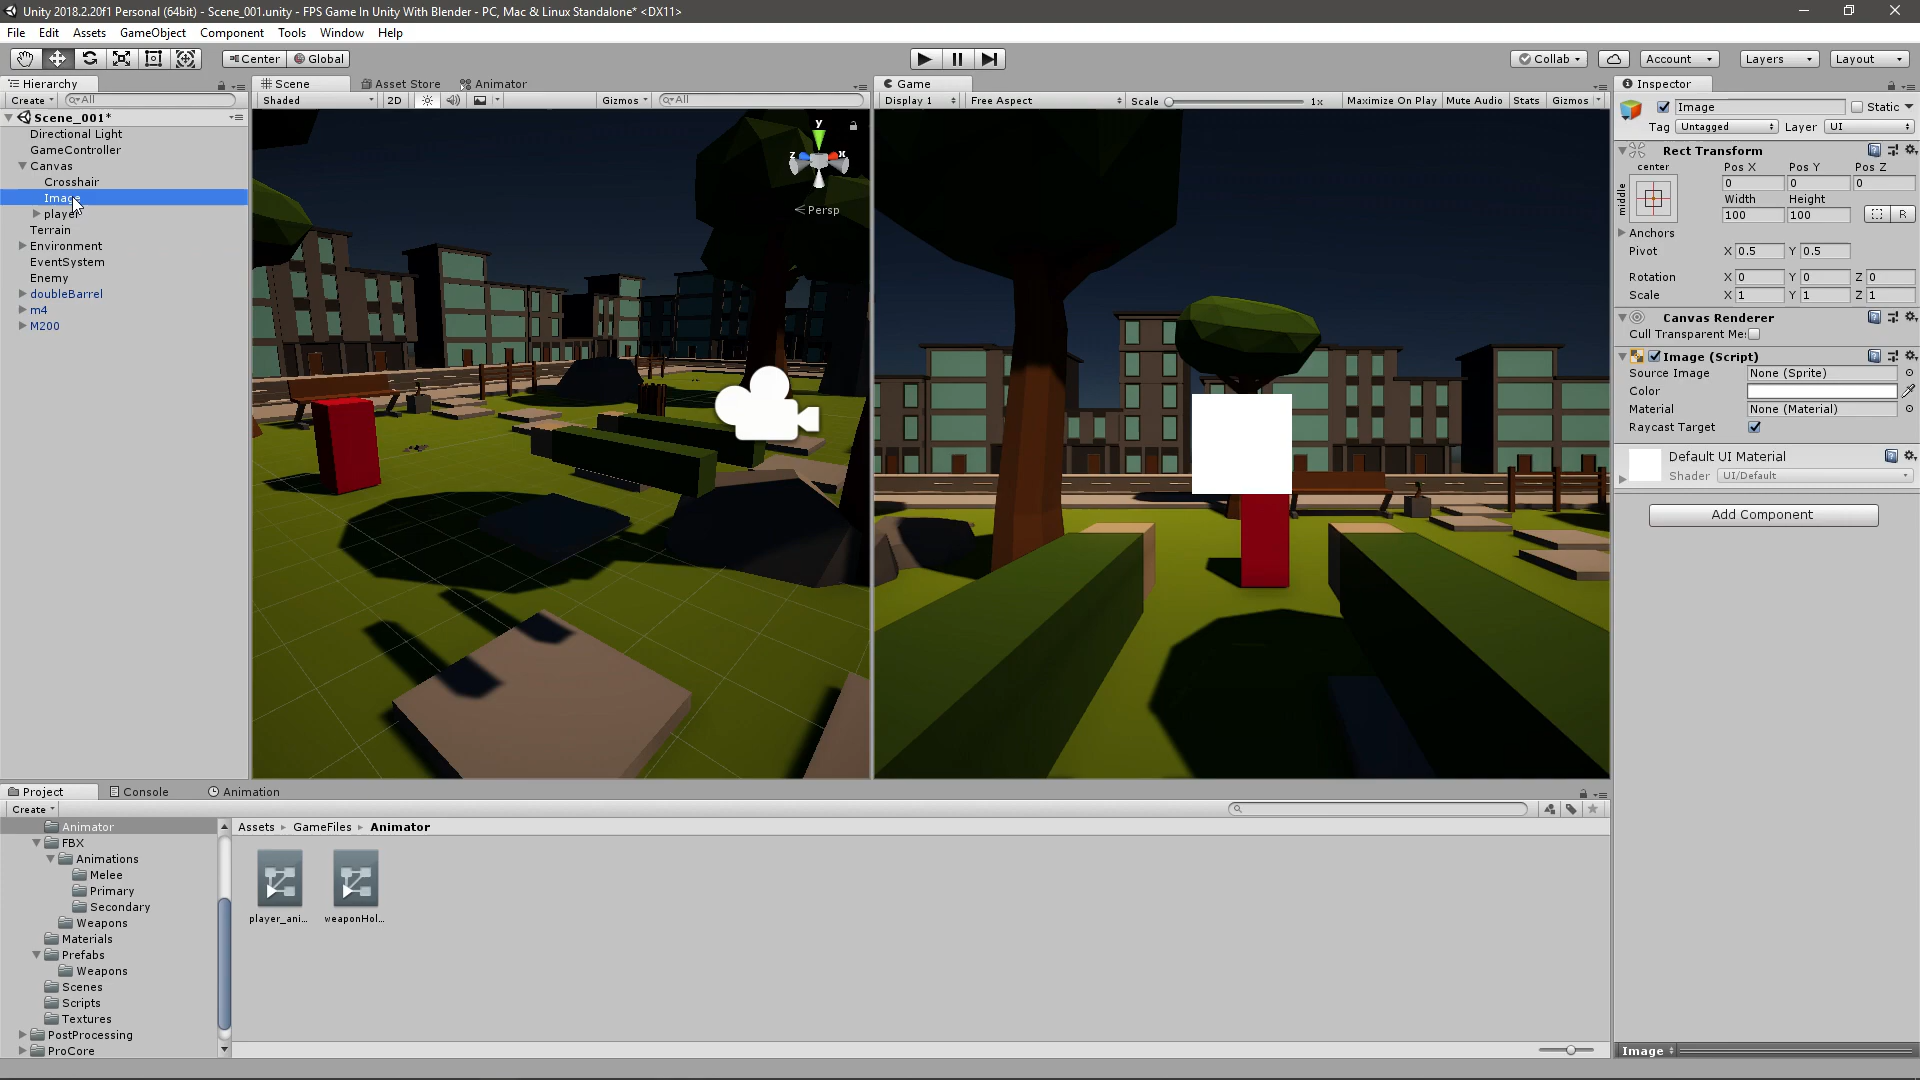 Unity 2018.2.20f1 Personal (64bit) - Scene_001.unity - FPS Game In Unity With Blender - PC, Mac & Linux Standalone* <DX11>
File Edit Assets GameObject Component Tools Window Help
Center Global Collab Account Layers Layout
Hierarchy
Create All
Scene_001*
Directional Light
GameController
Canvas
Crosshair
Image
player
Terrain
Environment
EventSystem
Enemy
doubleBarrel
m4
M200
Scene Asset Store Animator
Shaded 2D Gizmos All
y
z x
Persp
Game
Display 1 Free Aspect Scale 1x Maximize On Play Mute Audio Stats Gizmos
Inspector
Image Static
Tag Untagged Layer UI
Rect Transform
center Pos X Pos Y Pos Z
middle 0 0 0
Width Height
100 100 R
Anchors
Pivot X 0.5 Y 0.5
Rotation X 0 Y 0 Z 0
Scale X 1 Y 1 Z 1
Canvas Renderer
Cull Transparent Me
Image (Script)
Source Image None (Sprite)
Color
Material None (Material)
Raycast Target
Default UI Material
Shader UI/Default
Add Component
Image
Project Console Animation
Create
Animator
FBX
Animations
Melee
Primary
Secondary
Weapons
Materials
Prefabs
Weapons
Scenes
Scripts
Textures
PostProcessing
ProCore
Assets GameFiles Animator
player_ani... weaponHol...